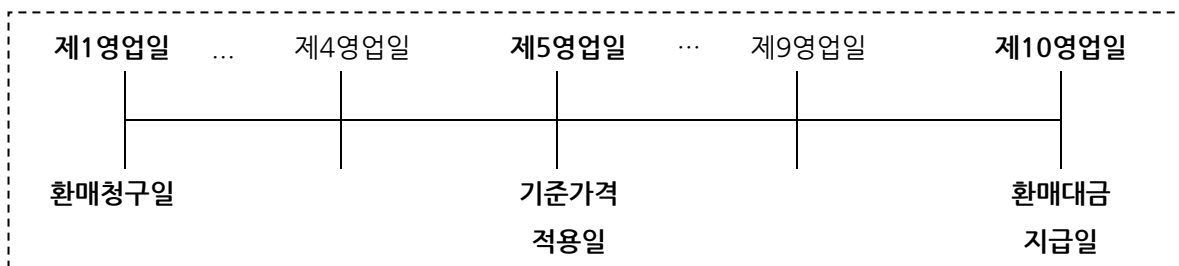 제1영업일 … 제4영업일 제5영업일 … 제9영업일 제10영업일
환매청구일 기준가격 환매대금
적용일 지급일